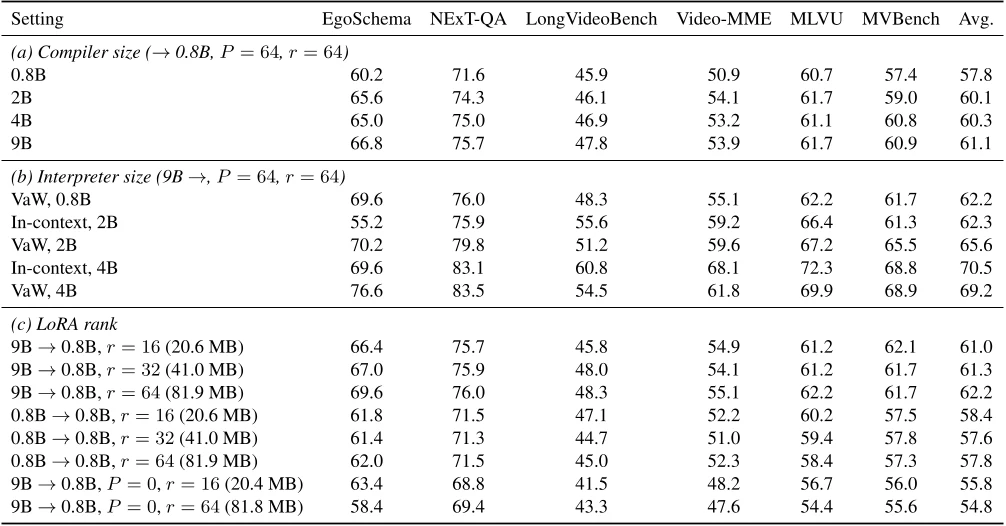 Setting EgoSchema NExT-QA LongVideoBench Video-MME MLVU MVBench Avg.
(a) Compiler size (→ 0.8B, P = 64, r = 64)
0.8B 60.2 71.6 45.9 50.9 60.7 57.4 57.8
2B 65.6 74.3 46.1 54.1 61.7 59.0 60.1
4B 65.0 75.0 46.9 53.2 61.1 60.8 60.3
9B 66.8 75.7 47.8 53.9 61.7 60.9 61.1
(b) Interpreter size (9B →, P = 64, r = 64)
VaW, 0.8B 69.6 76.0 48.3 55.1 62.2 61.7 62.2
In-context, 2B 55.2 75.9 55.6 59.2 66.4 61.3 62.3
VaW, 2B 70.2 79.8 51.2 59.6 67.2 65.5 65.6
In-context, 4B 69.6 83.1 60.8 68.1 72.3 68.8 70.5
VaW, 4B 76.6 83.5 54.5 61.8 69.9 68.9 69.2
(c) LoRA rank
9B → 0.8B, r = 16 (20.6 MB) 66.4 75.7 45.8 54.9 61.2 62.1 61.0
9B → 0.8B, r = 32 (41.0 MB) 67.0 75.9 48.0 54.1 61.2 61.7 61.3
9B → 0.8B, r = 64 (81.9 MB) 69.6 76.0 48.3 55.1 62.2 61.7 62.2
0.8B → 0.8B, r = 16 (20.6 MB) 61.8 71.5 47.1 52.2 60.2 57.5 58.4
0.8B → 0.8B, r = 32 (41.0 MB) 61.4 71.3 44.7 51.0 59.4 57.8 57.6
0.8B → 0.8B, r = 64 (81.9 MB) 62.0 71.5 45.0 52.3 58.4 57.3 57.8
9B → 0.8B, P = 0, r = 16 (20.4 MB) 63.4 68.8 41.5 48.2 56.7 56.0 55.8
9B → 0.8B, P = 0, r = 64 (81.8 MB) 58.4 69.4 43.3 47.6 54.4 55.6 54.8